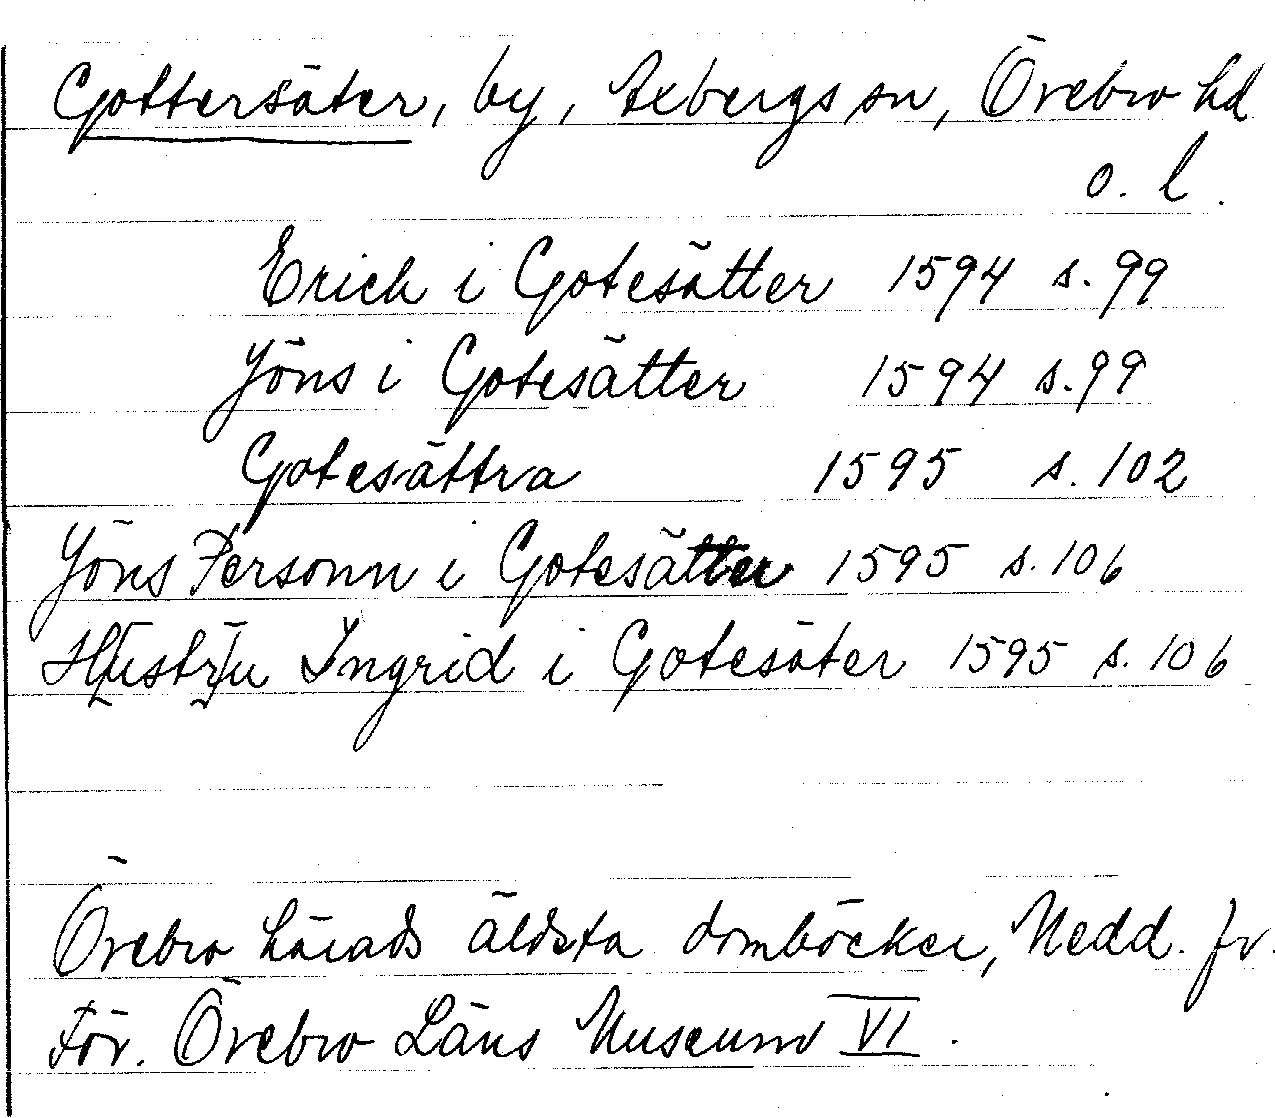 Gottersäter, by, Axbergs sn, Örebro hd
o. l.
Erich i Gotesätter 1594 s. 99
Jöns i Gotesätter 1594 s. 99
Gotesättra 1595 s. 102
Jöns Personn i Gotesätter 1595 s. 106
H[ustr]u Ingrid i Gotesäter 1595 s. 106
Örebro härads äldsta domböcker, Medd. fr.
För. Örebro Läns Museum VI.